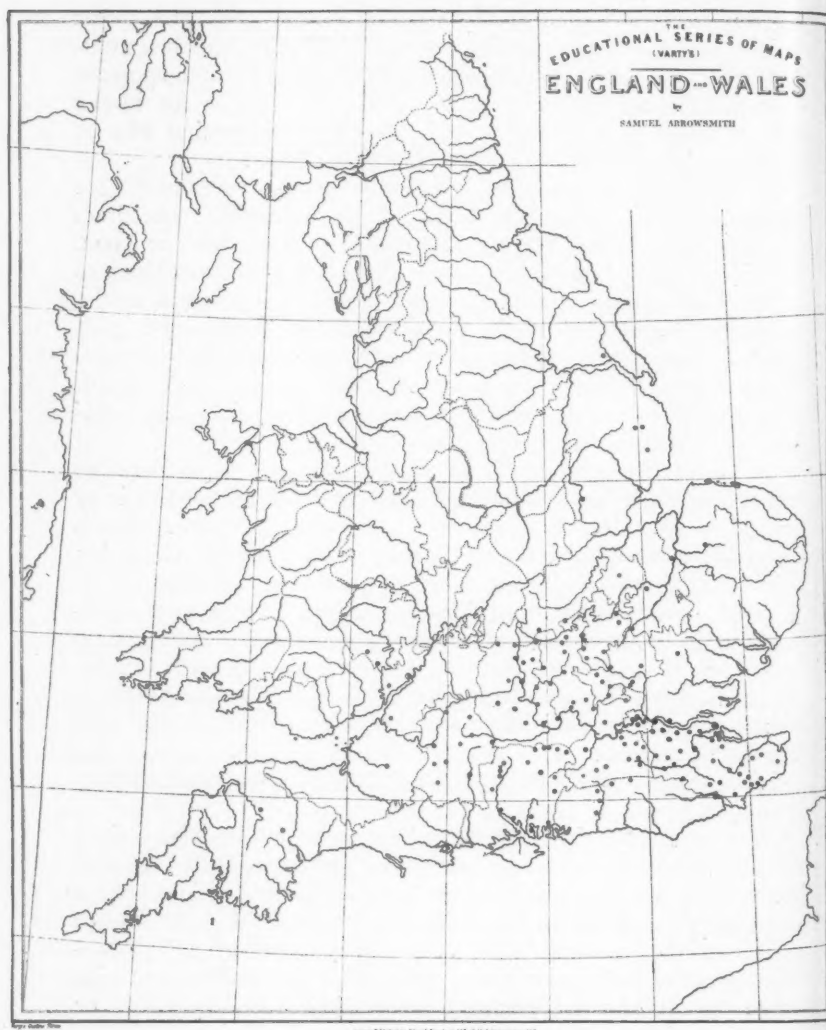 THE
EDUCATIONAL SERIES OF MAPS
(VARTY'S)
ENGLAND AND WALES
by
SAMUEL ARROWSMITH